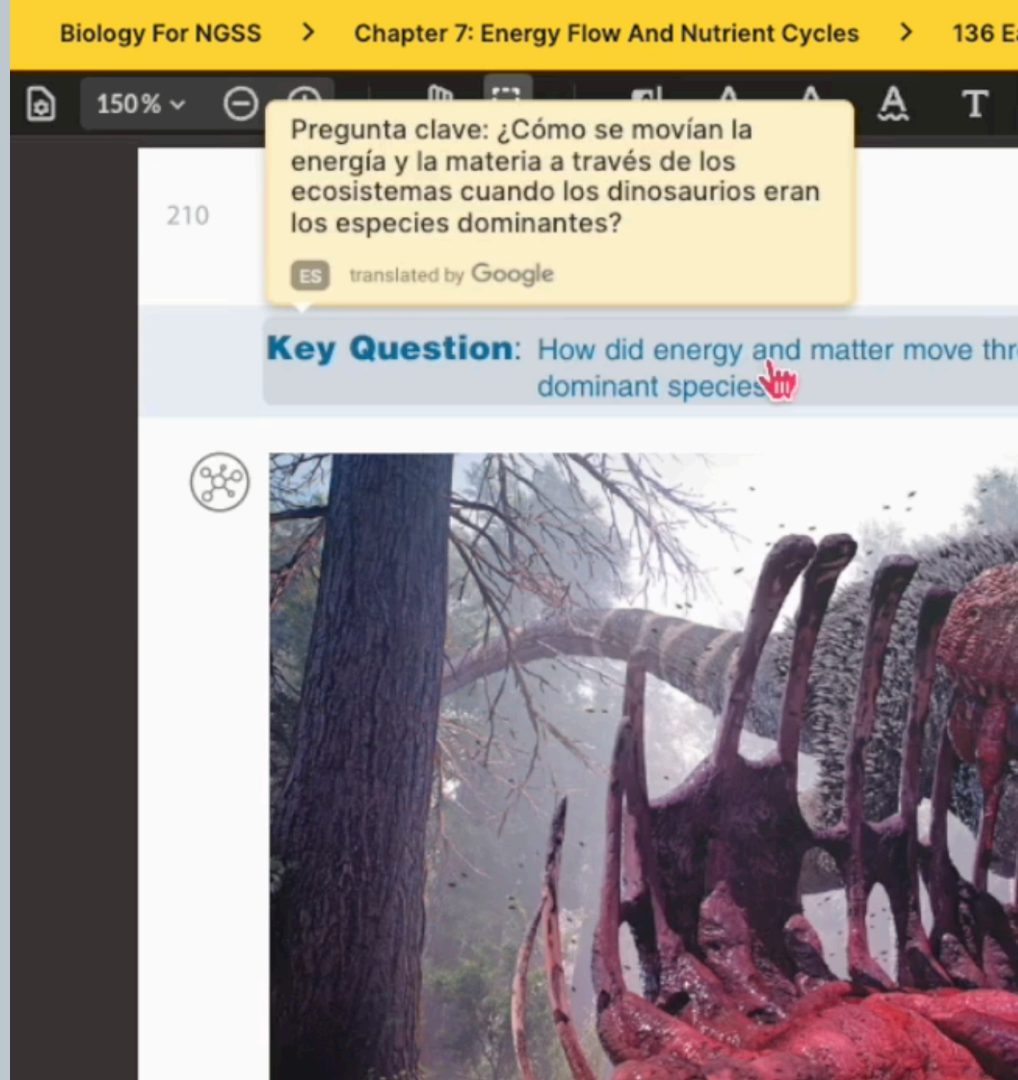 Biology For NGSS > Chapter 7: Energy Flow And Nutrient Cycles > 136
150%
T
Pregunta clave: ¿Cómo se movían la
energía y la materia a través de los
ecosistemas cuando los dinosaurios eran
los especies dominantes?
ES translated by Google
210
Key Question: How did energy and matter move
dominant species